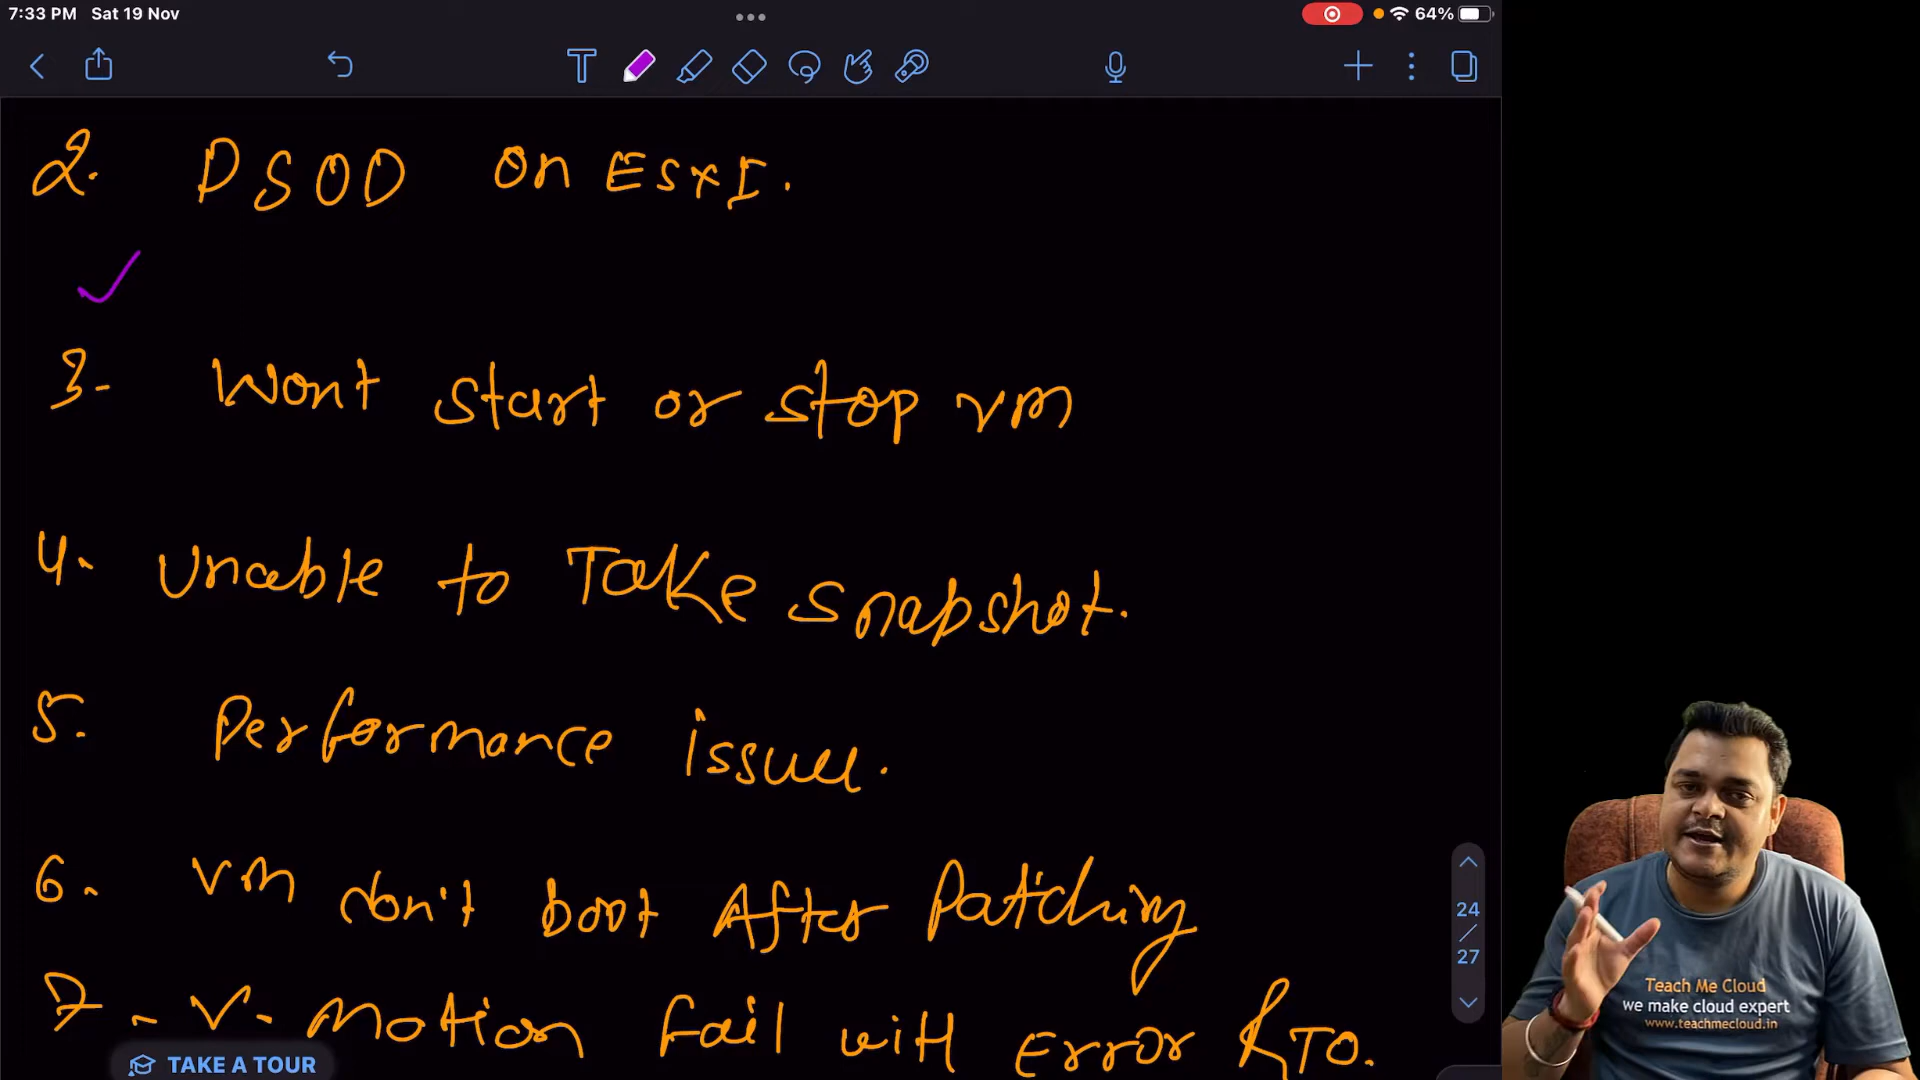 7:33 PM Sat 19 Nov
64%
2. PSOD on ESXI.
3- Wont start or stop vm
4. Unable to Take snapshot.
5. Performance issue.
6. vm don't boot After Patching
7- v-motion fail with Error RTO.
24
/
27
TAKE A TOUR
Teach Me Cloud
we make cloud expert
www.teachmecloud.in